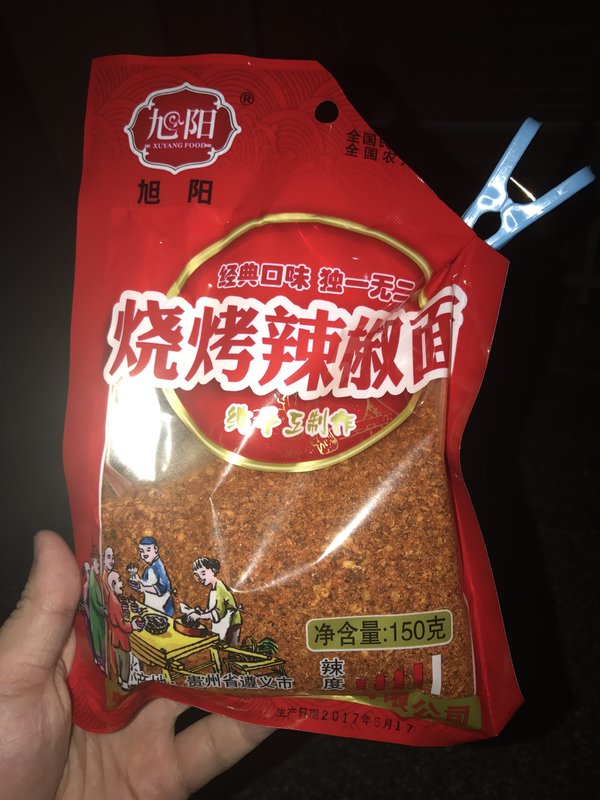 旭阳
®
XUYANG FOOD
旭 阳
全国
全国农
经典口味 独一无二
烧烤辣椒面
纯手工制作
净含量:150克
贵州省遵义市
辣度
公司
生产日期2017年5月17